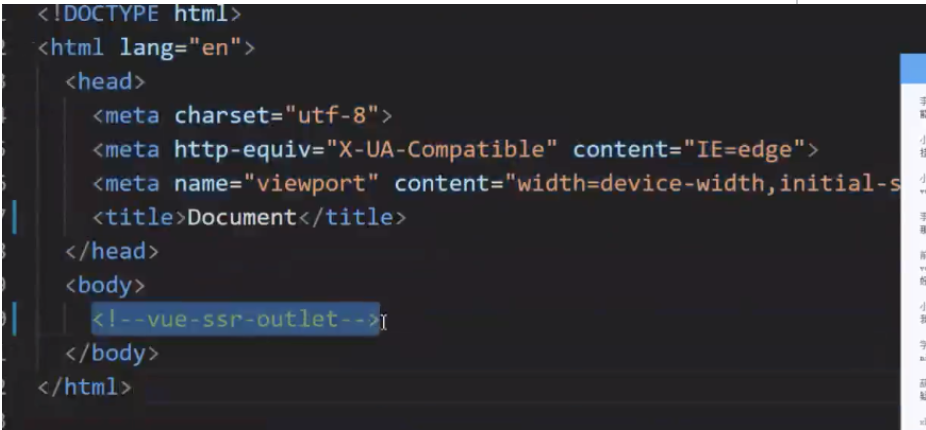 <!DOCTYPE html>
<html lang="en">
<head>
<meta charset="utf-8">
<meta http-equiv="X-UA-Compatible" content="IE=edge">
<meta name="viewport" content="width=device-width,initial-s
<title>Document</title>
</head>
<body>
<!--vue-ssr-outlet-->
</body>
</html>